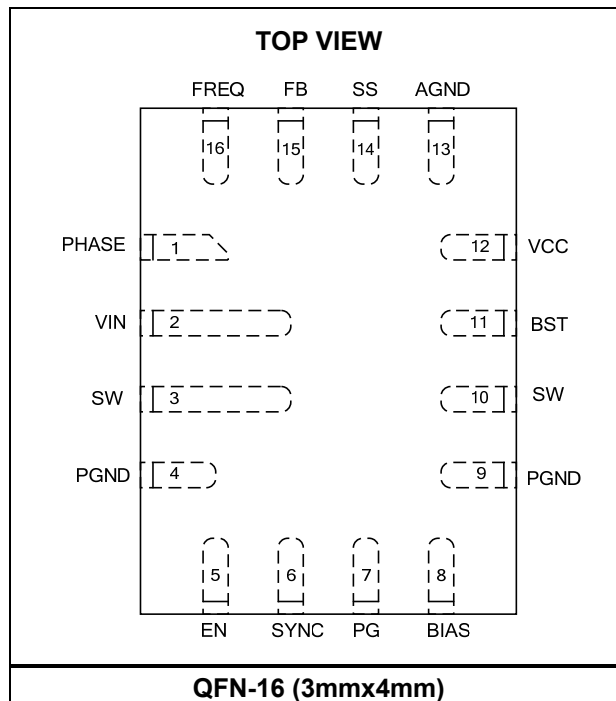 TOP VIEW
FREQ FB SS AGND
16 15 14 13
PHASE 1 12 VCC
VIN 2 11 BST
SW 3 10 SW
PGND 4 9 PGND
5 6 7 8
EN SYNC PG BIAS
QFN-16 (3mmx4mm)